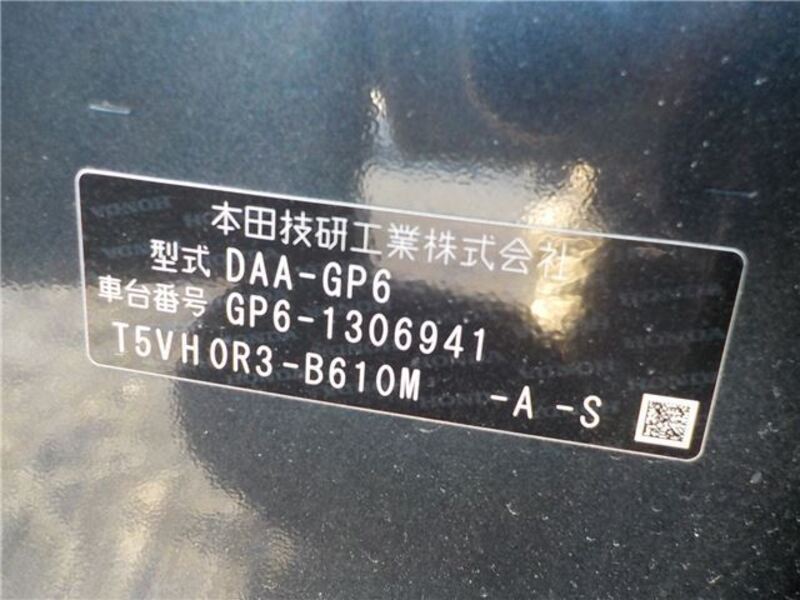 本田技研工業株式会社
型式 DAA-GP6
車台番号 GP6-1306941
T5VH0R3-B610M -A -S